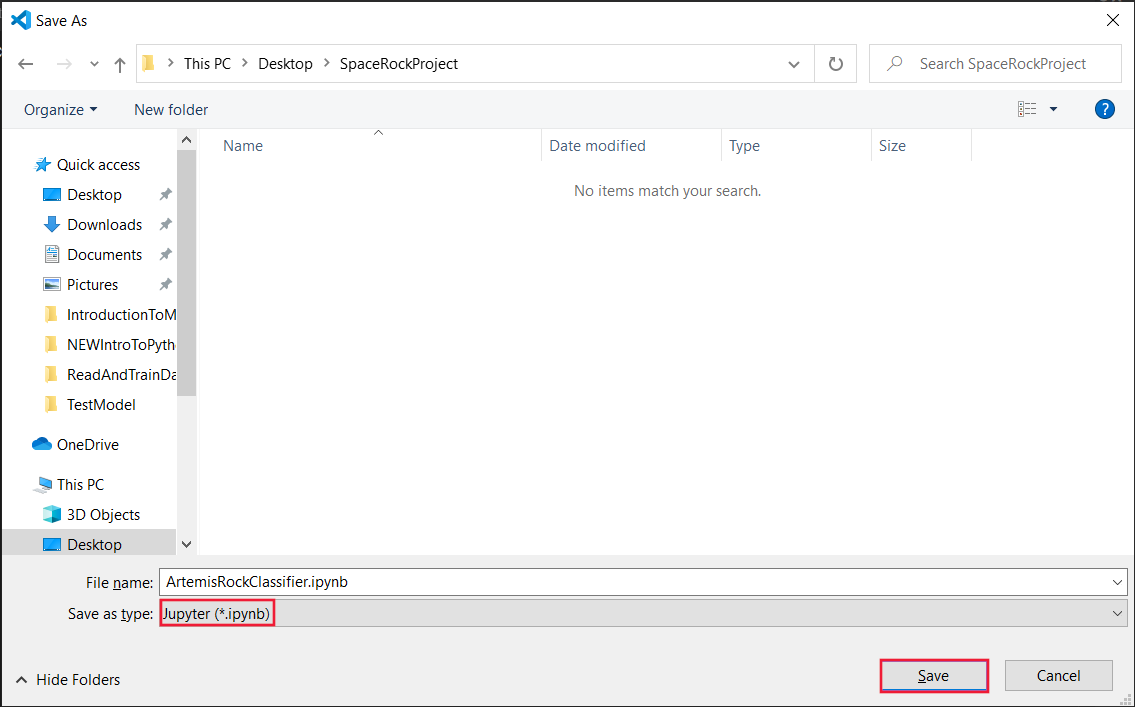 Save As
This PC > Desktop > SpaceRockProject
Search SpaceRockProject
Organize
New folder
?
Name
Date modified
Type
Size
No items match your search.
Quick access
Desktop
Downloads
Documents
Pictures
IntroductionToM
NEWIntroToPyth
ReadAndTrainDa
TestModel
OneDrive
This PC
3D Objects
Desktop
File name: ArtemisRockClassifier.ipynb
Save as type: Jupyter (*.ipynb)
Hide Folders
Save
Cancel